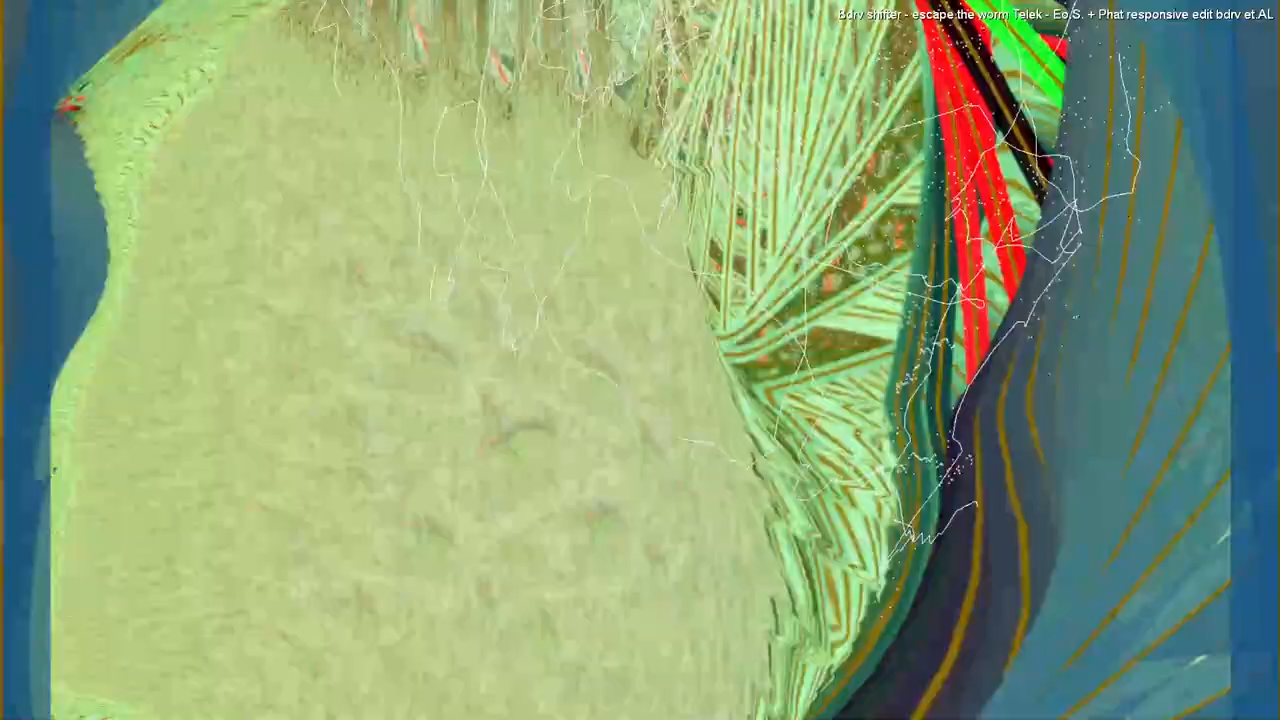 Bdrv shifter - escape the worm Telek - Eo.S. + Phat responsive edit bdrv et.AL